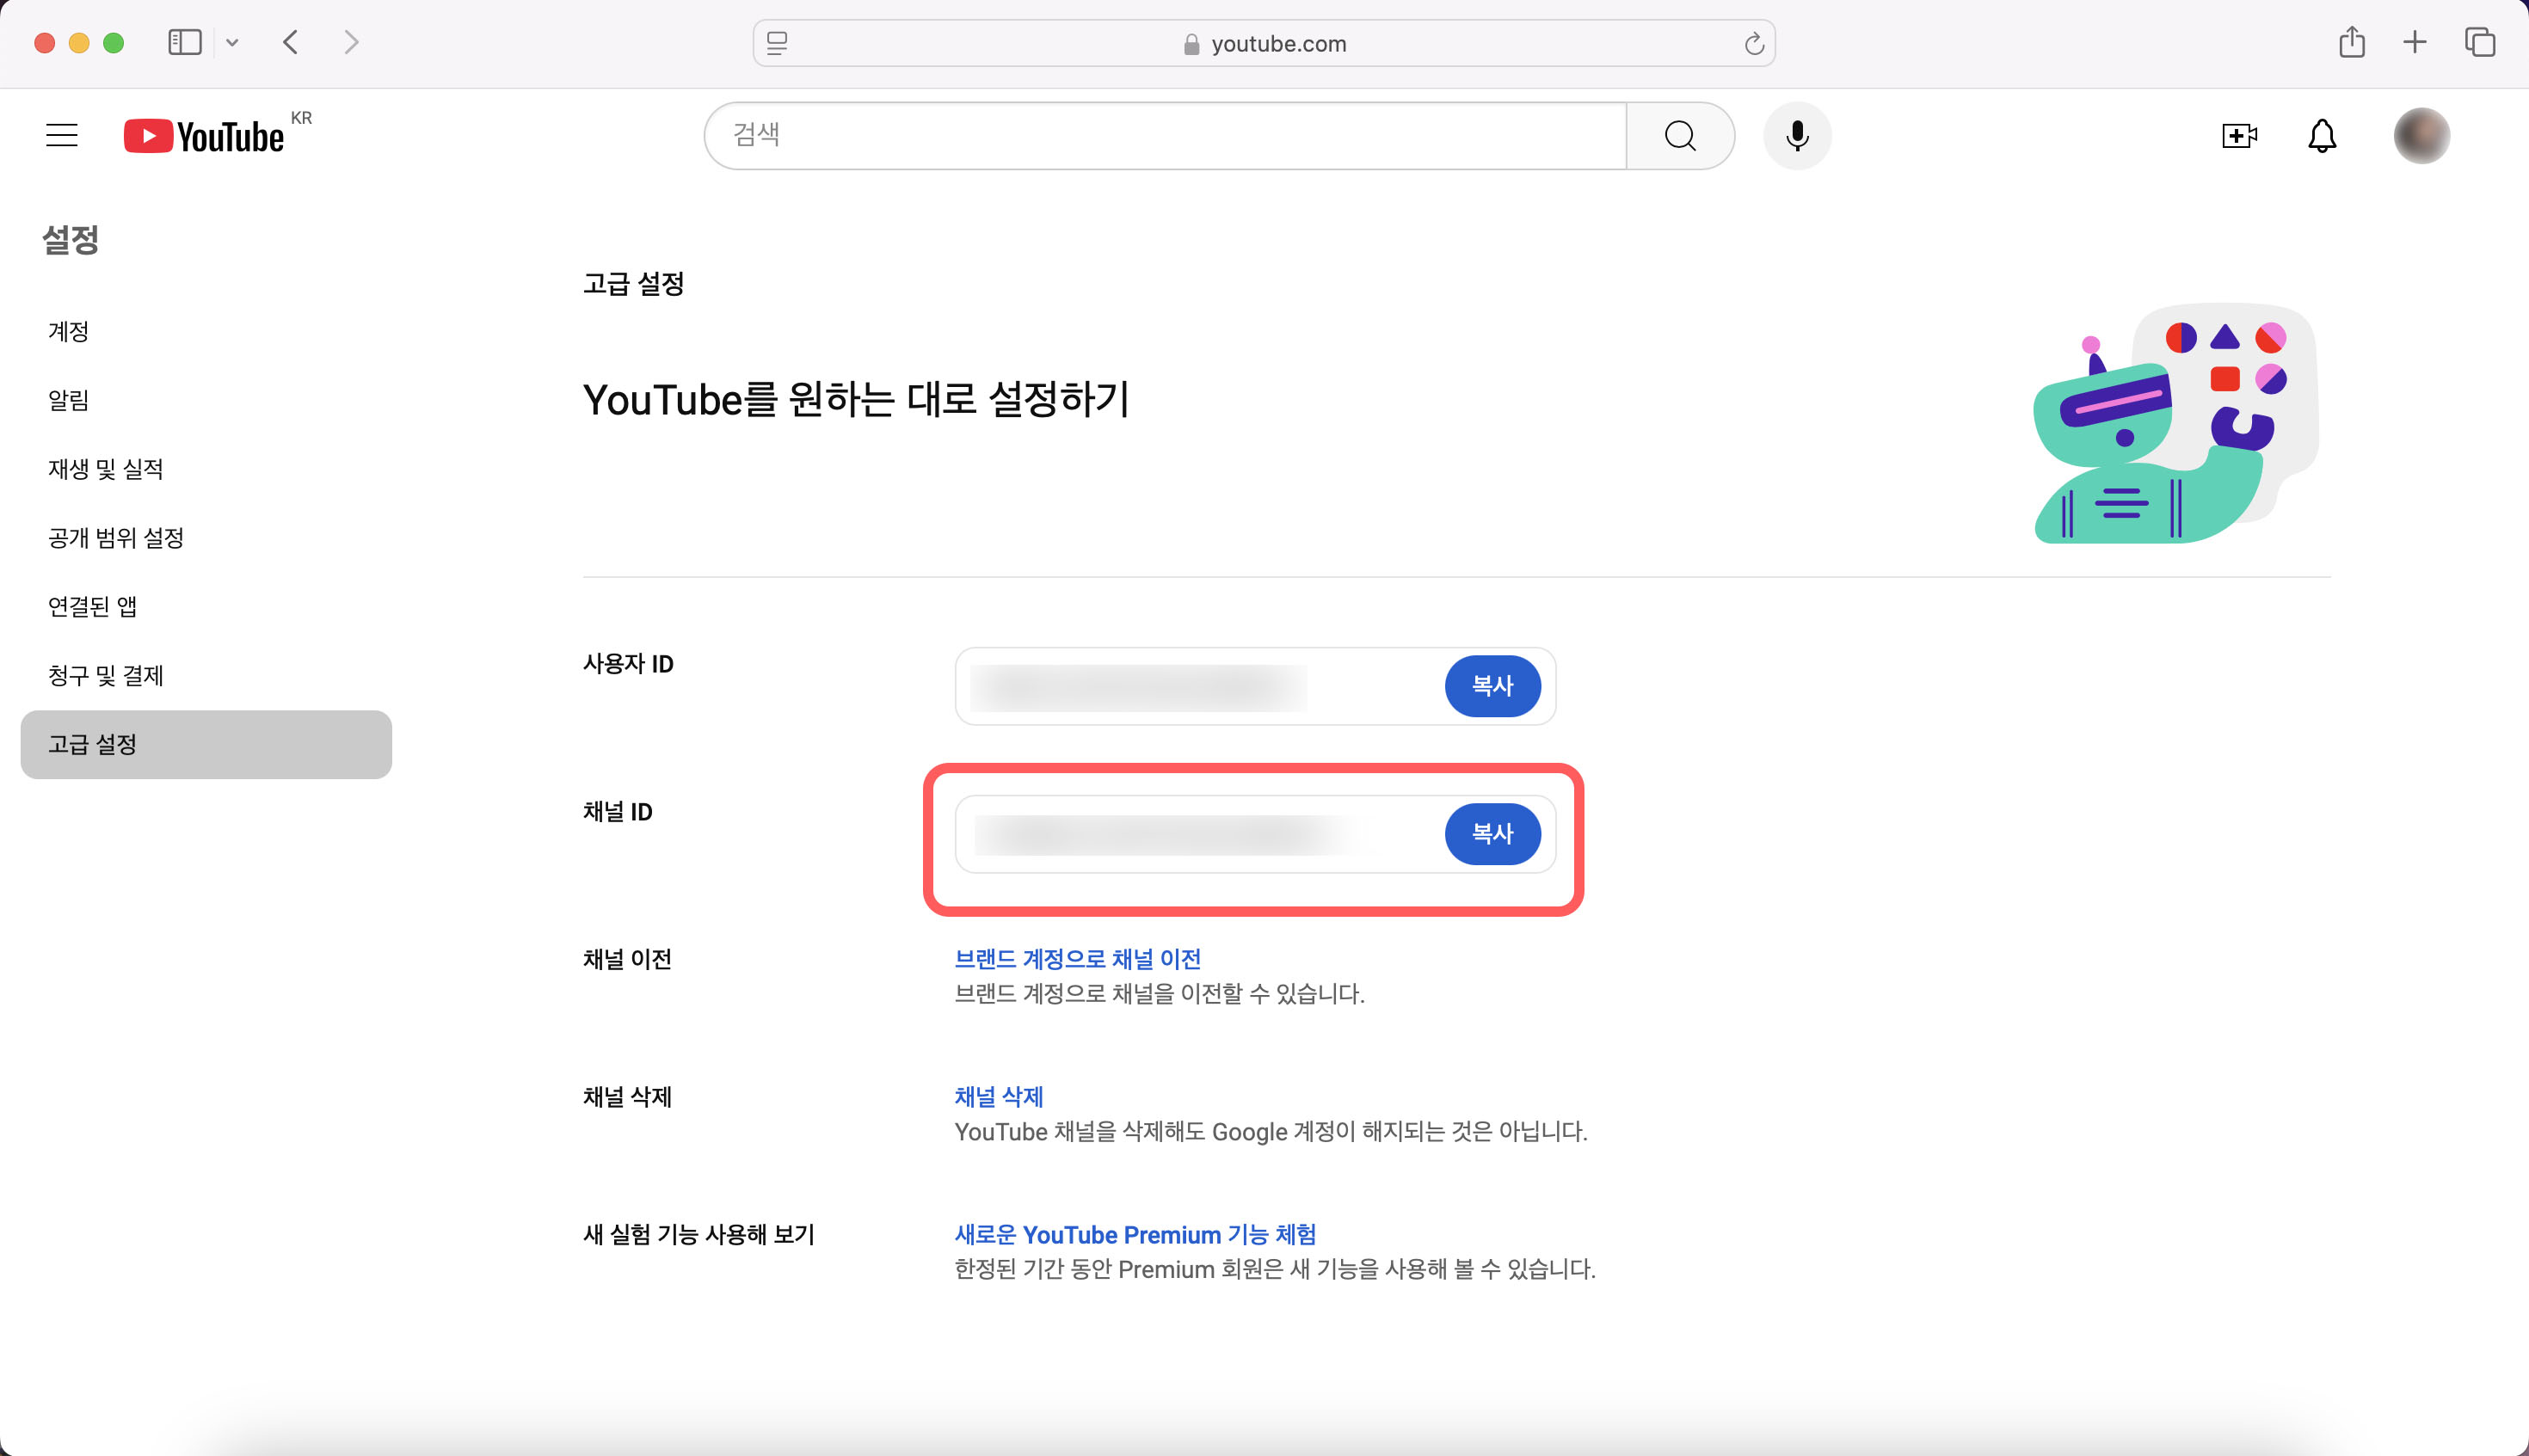 youtube.com
YouTube KR
검색
설정
계정
알림
재생 및 실적
공개 범위 설정
연결된 앱
청구 및 결제
고급 설정
고급 설정
YouTube를 원하는 대로 설정하기
사용자 ID
복사
채널 ID
복사
채널 이전
브랜드 계정으로 채널 이전
브랜드 계정으로 채널을 이전할 수 있습니다.
채널 삭제
채널 삭제
YouTube 채널을 삭제해도 Google 계정이 해지되는 것은 아닙니다.
새 실험 기능 사용해 보기
새로운 YouTube Premium 기능 체험
한정된 기간 동안 Premium 회원은 새 기능을 사용해 볼 수 있습니다.